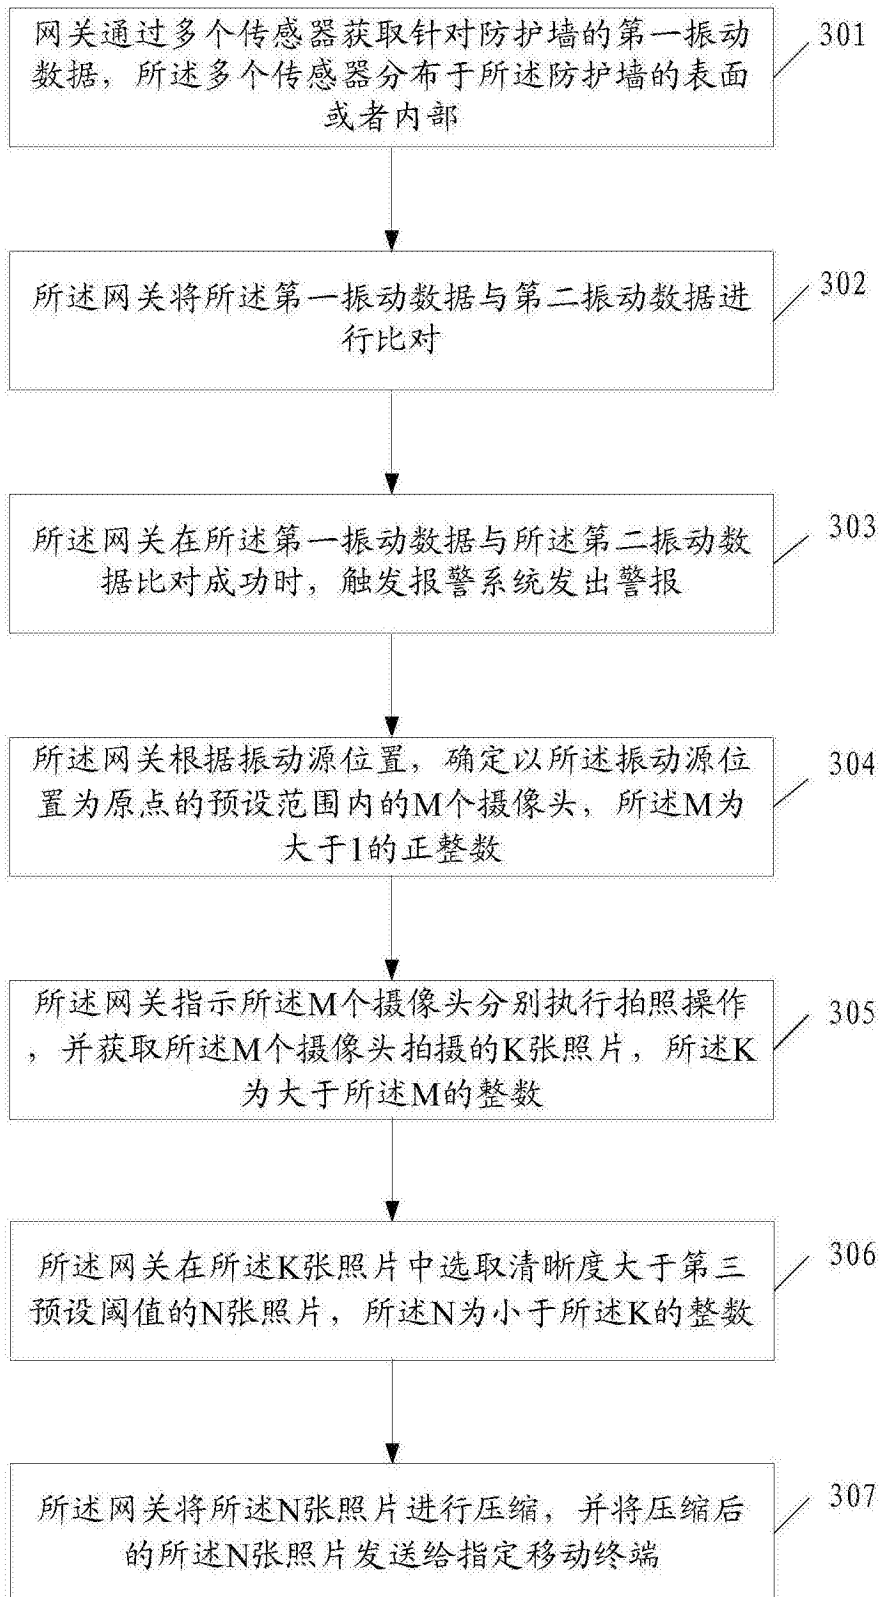 网关通过多个传感器获取针对防护墙的第一振动
数据，所述多个传感器分布于所述防护墙的表面
或者内部
301
所述网关将所述第一振动数据与第二振动数据进
行比对
302
所述网关在所述第一振动数据与所述第二振动数
据比对成功时，触发报警系统发出警报
303
所述网关根据振动源位置，确定以所述振动源位
置为原点的预设范围内的M个摄像头，所述M为
大于1的正整数
304
所述网关指示所述M个摄像头分别执行拍照操作
，并获取所述M个摄像头拍摄的K张照片，所述K
为大于所述M的整数
305
所述网关在所述K张照片中选取清晰度大于第三
预设阈值的N张照片，所述N为小于所述K的整数
306
所述网关将所述N张照片进行压缩，并将压缩后
的所述N张照片发送给指定移动终端
307